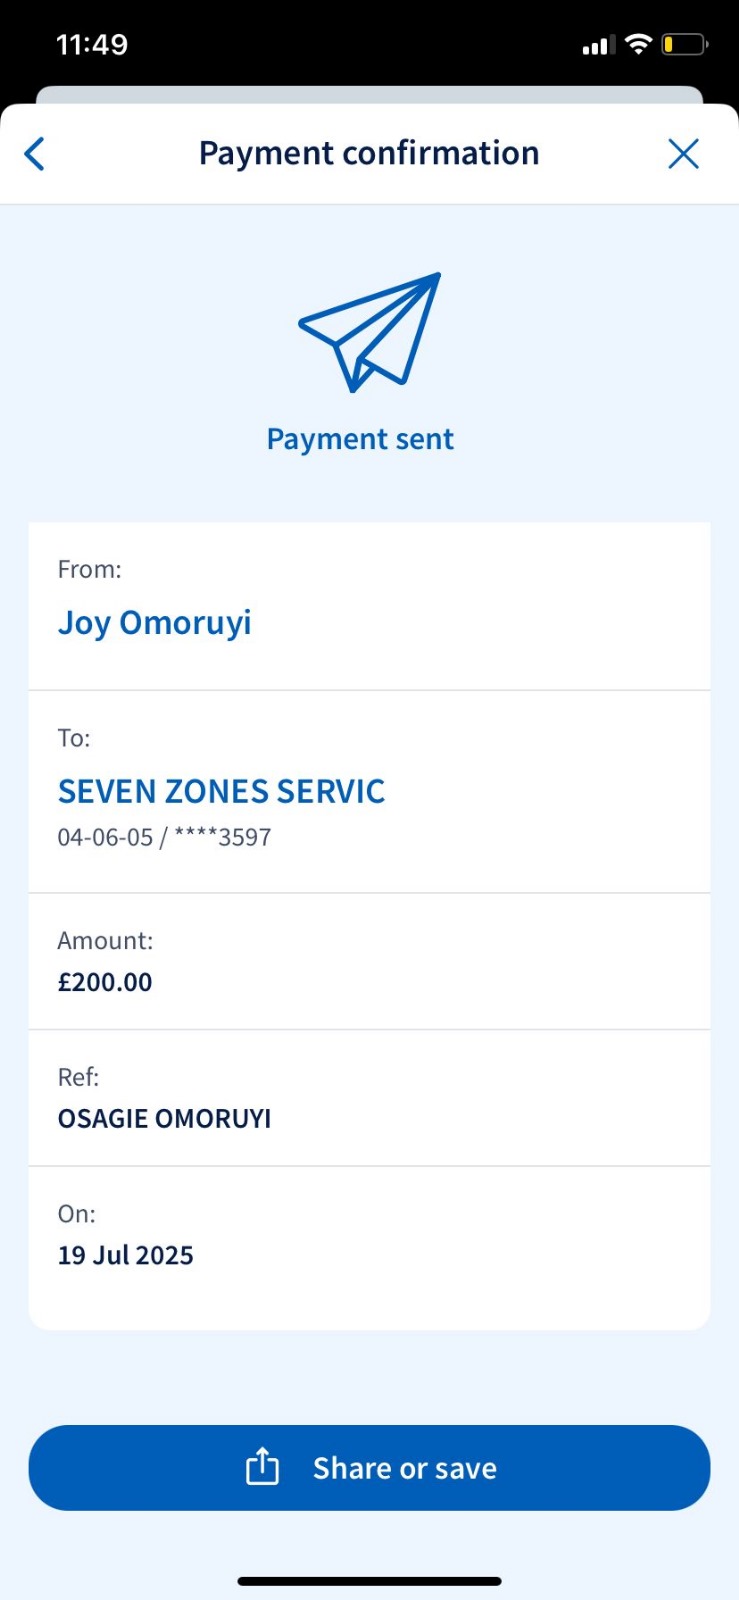 11:49
Payment confirmation
Payment sent
From:
Joy Omoruyi
To:
SEVEN ZONES SERVIC
04-06-05 / ****3597
Amount:
£200.00
Ref:
OSAGIE OMORUYI
On:
19 Jul 2025
Share or save